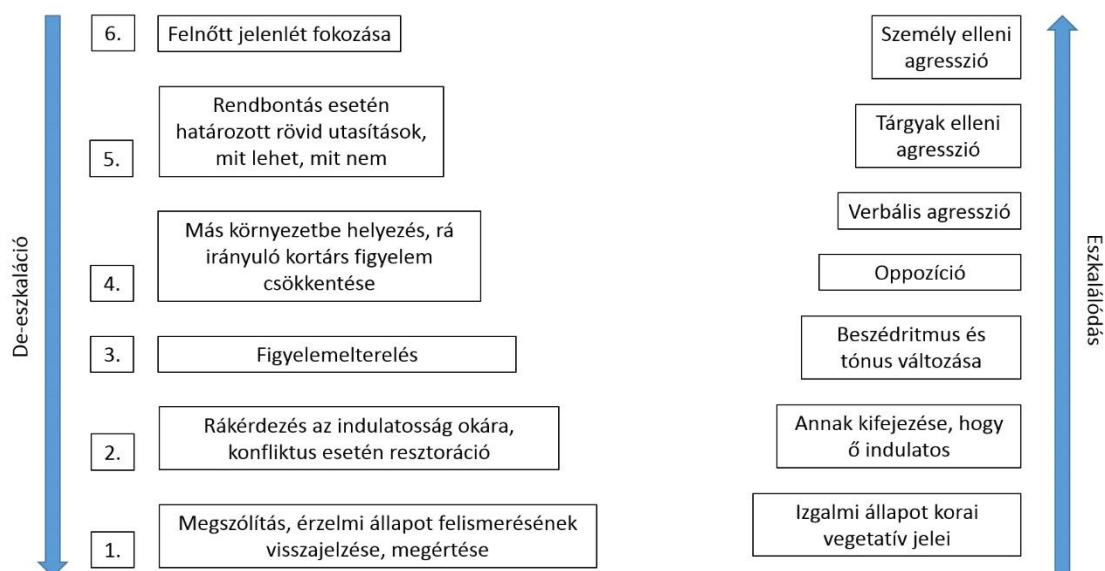 De-eszkaláció
6.
Felnőtt jelenlét fokozása
5.
Rendbontás esetén
határozott rövid utasítások,
mit lehet, mit nem
4.
Más környezetbe helyezés, rá
irányuló kortárs figyelem
csökkentése
3.
Figyelemelterelés
2.
Rákérdezés az indulatosság okára,
konfliktus esetén resztoráció
1.
Megszólítás, érzelmi állapot felismerésének
visszajelzése, megértése
Személy elleni
agresszió
Tárgyak elleni
agresszió
Verbális agresszió
Oppozíció
Beszédritmus és
tónus változása
Annak kifejezése, hogy
ő indulatos
Izgalmi állapot korai
vegetatív jelei
Eszkalálódás